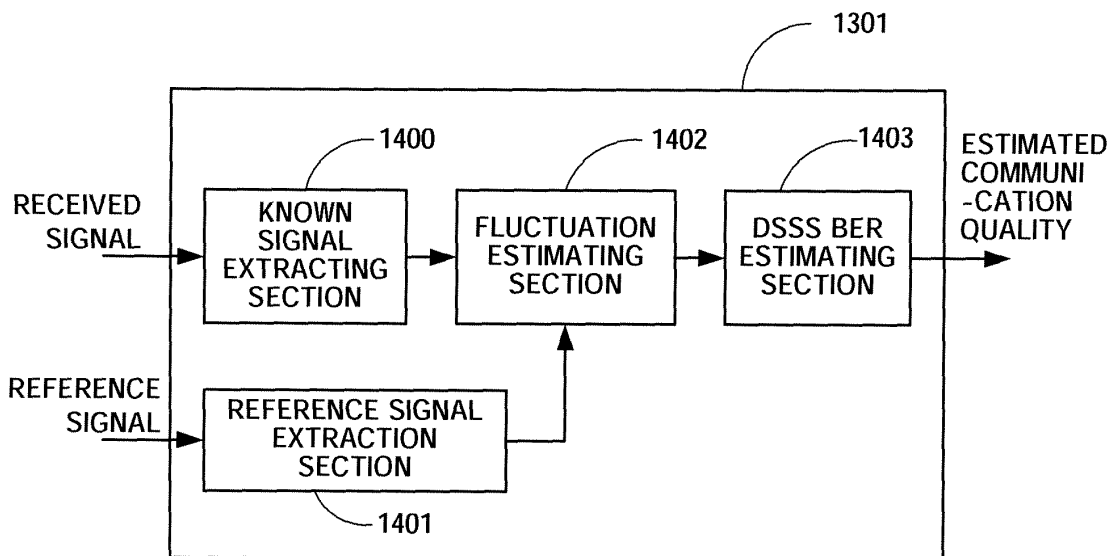 1301
1400
1402
1403
ESTIMATED
COMMUNI
-CATION
QUALITY
RECEIVED
SIGNAL
KNOWN
SIGNAL
EXTRACTING
SECTION
FLUCTUATION
ESTIMATING
SECTION
DSSS BER
ESTIMATING
SECTION
REFERENCE
SIGNAL
REFERENCE SIGNAL
EXTRACTION
SECTION
1401